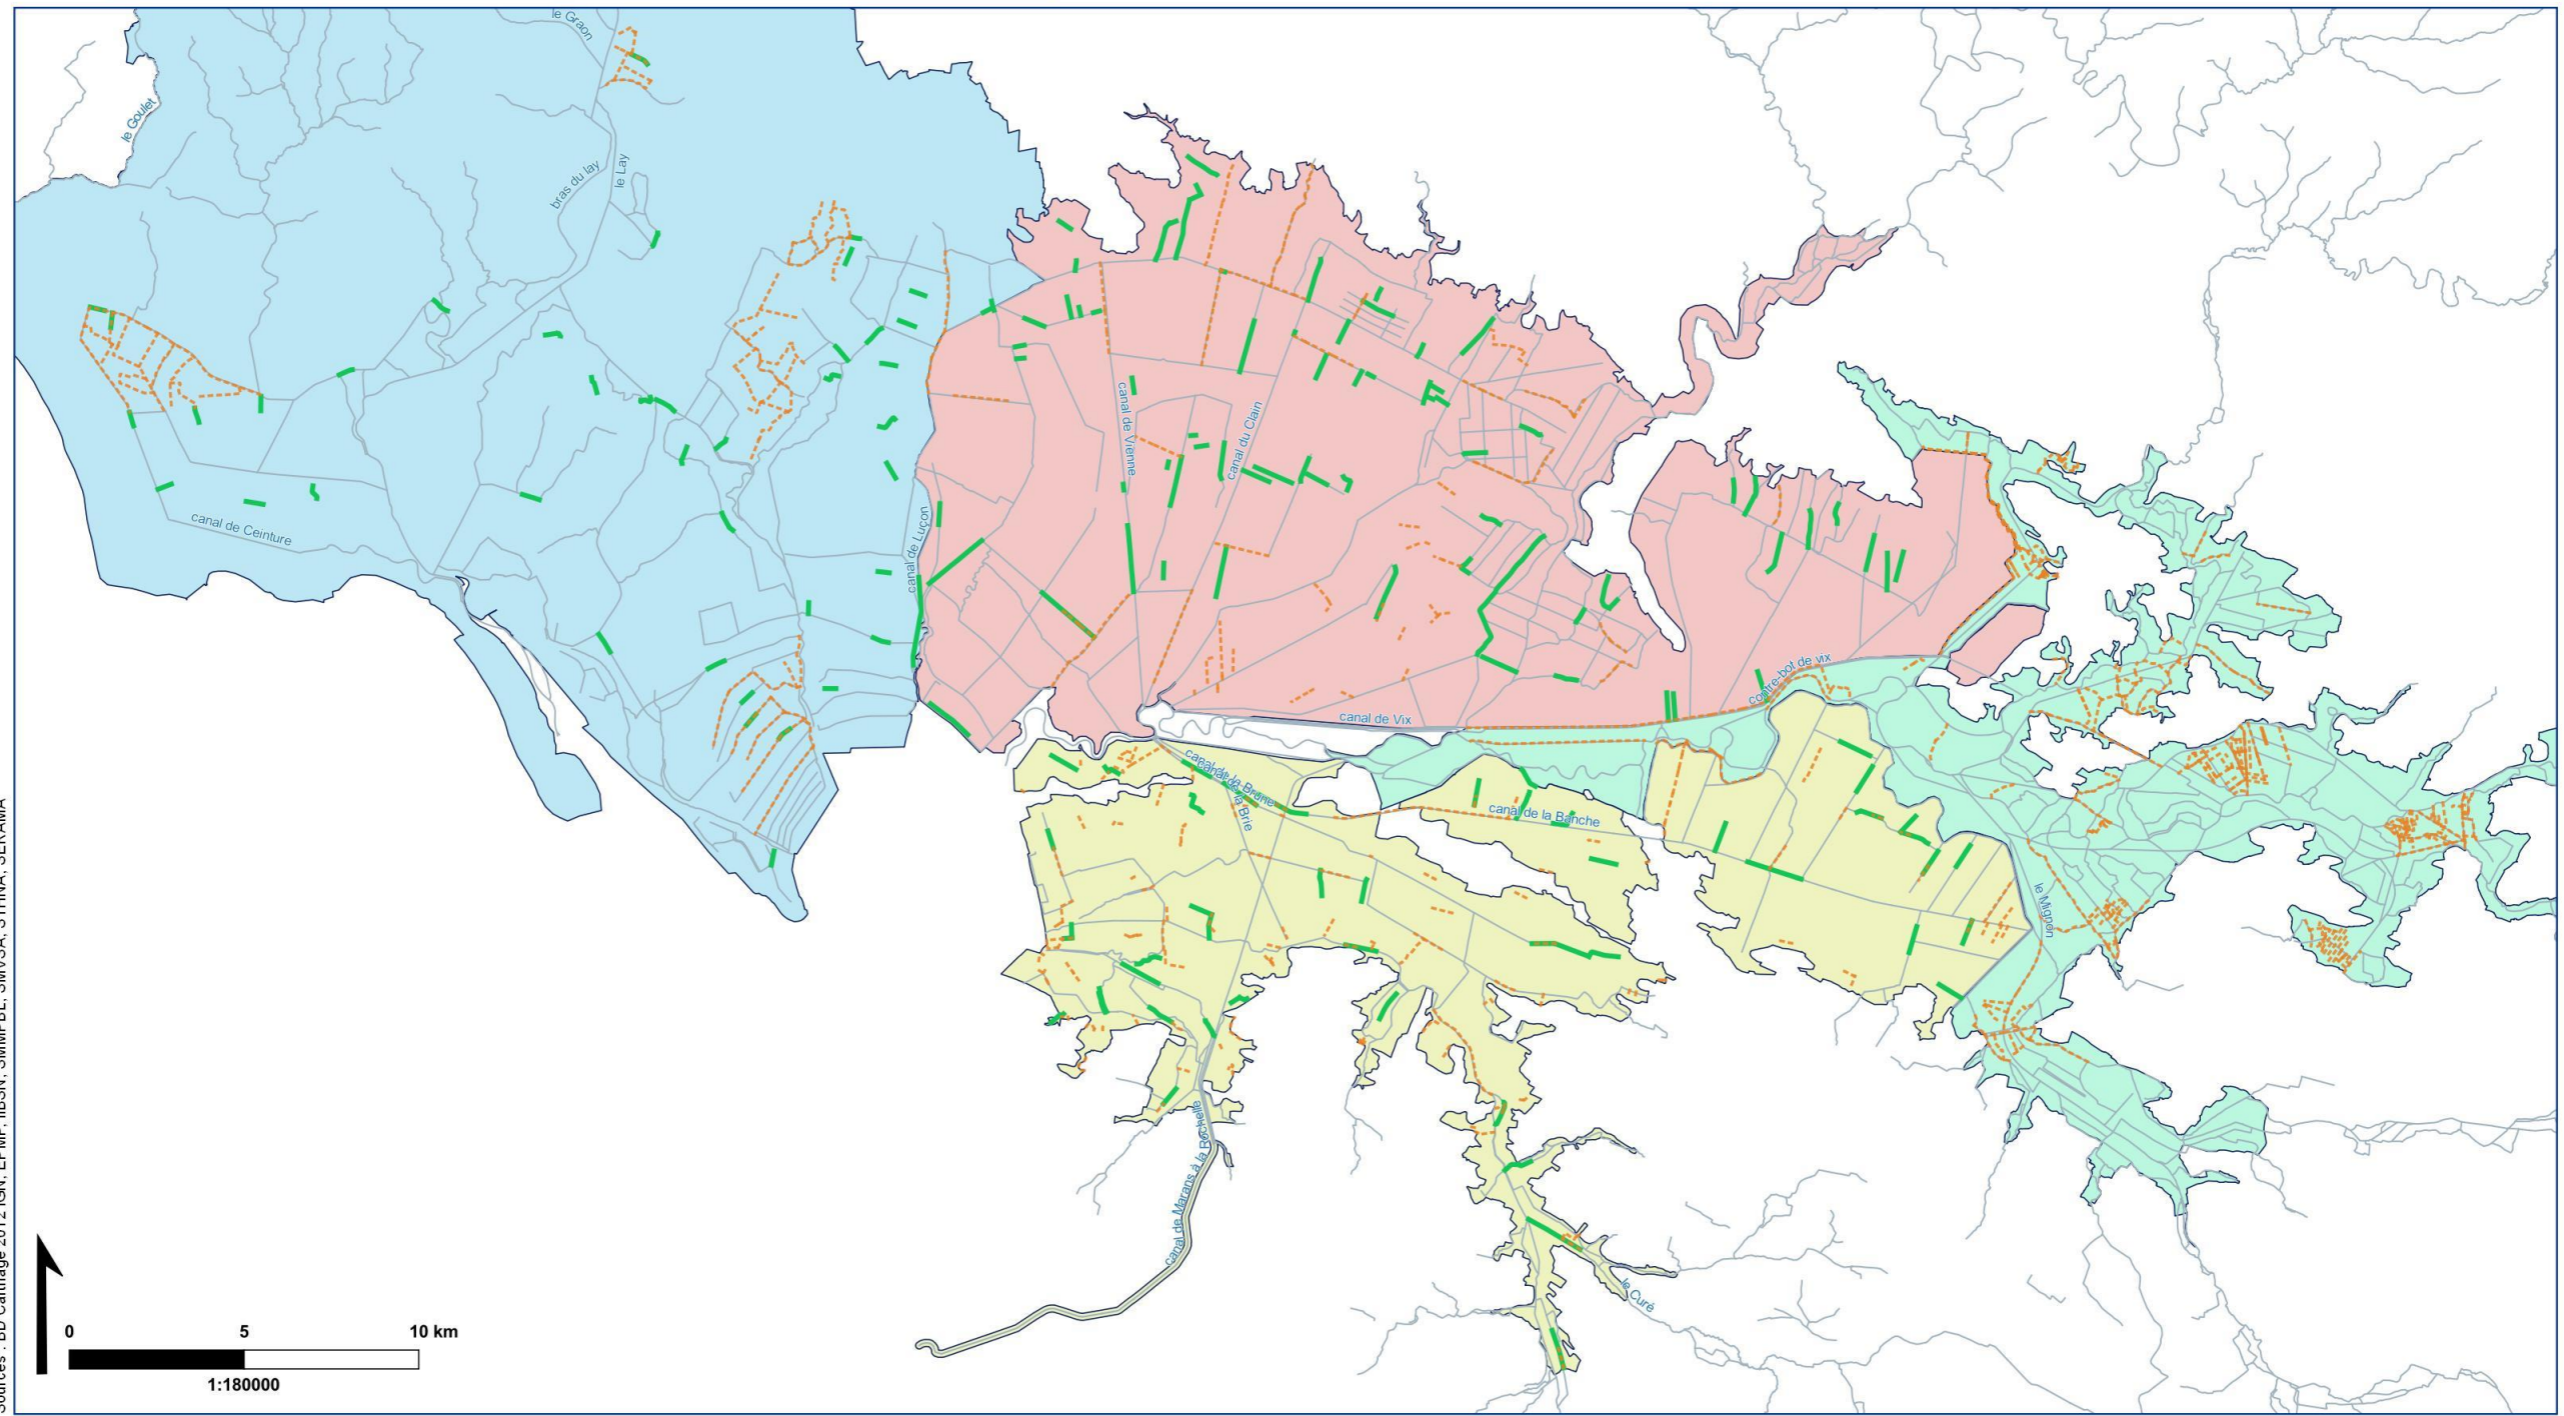 le Graon
le Goulet
bras du lay
le Lay
canal de Vienne
canal du Clain
canal de Luçon
canal de Ceinture
contre-bot de vix
canal de Vix
canal de la Brune
canal de la Brie
canal de la Banche
le Mignon
canal de Marans à la Rochelle
le Curé
0 5 10 km
1:180000